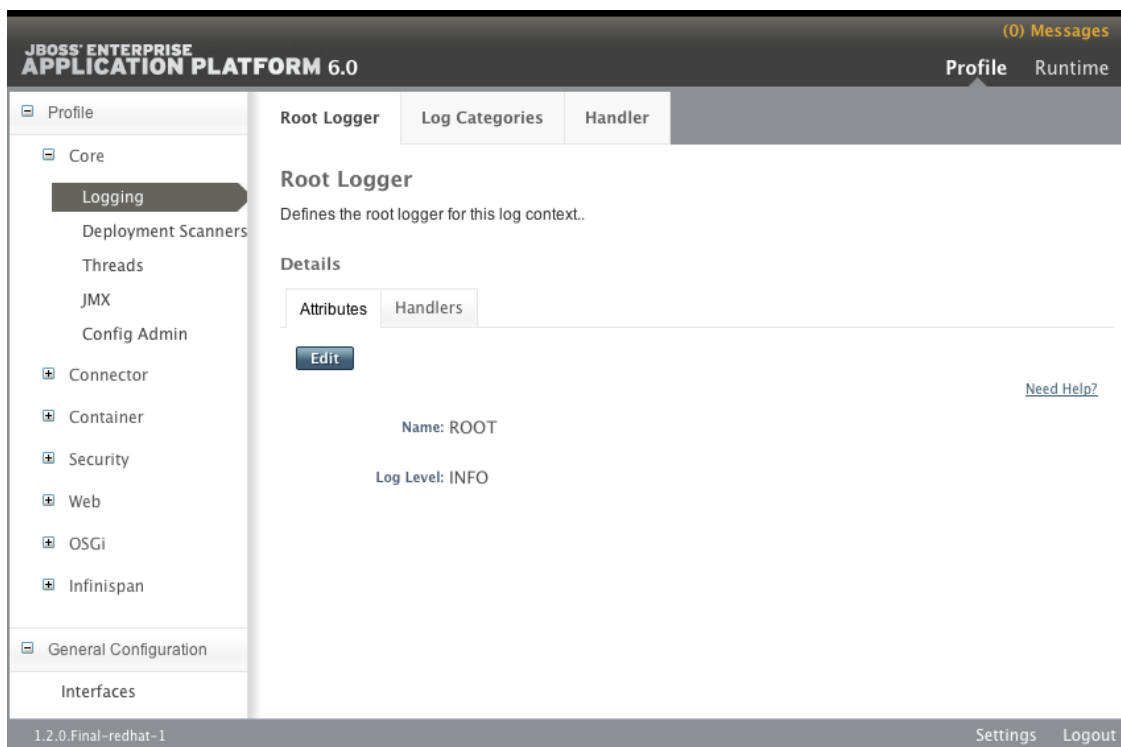 (0) Messages
JBOSS' ENTERPRISE
APPLICATION PLATFORM 6.0
Profile Runtime
Profile
Core
Logging
Deployment Scanners
Threads
JMX
Config Admin
Connector
Container
Security
Web
OSGi
Infinispan
General Configuration
Interfaces
Root Logger Log Categories Handler
Root Logger
Defines the root logger for this log context..
Details
Attributes Handlers
Edit
Need Help?
Name: ROOT
Log Level: INFO
1.2.0.Final-redhat-1
Settings Logout